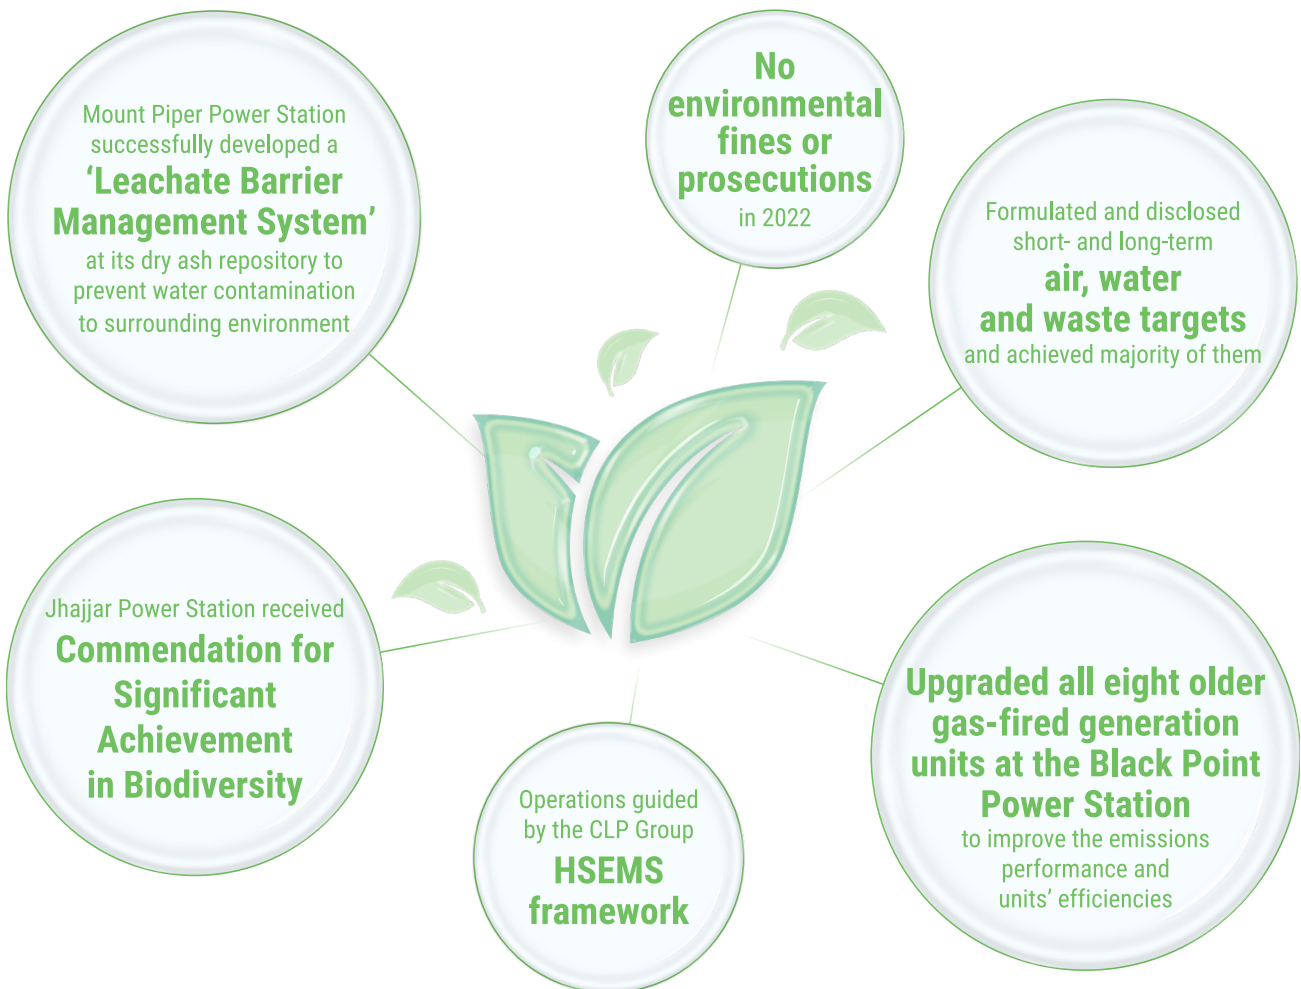 Mount Piper Power Station
successfully developed a
‘Leachate Barrier
Management System’
at its dry ash repository to
prevent water contamination
to surrounding environment
No
environmental
fines or
prosecutions
in 2022
Formulated and disclosed
short- and long-term
air, water
and waste targets
and achieved majority of them
Jhajjar Power Station received
Commendation for
Significant
Achievement
in Biodiversity
Operations guided
by the CLP Group
HSEMS
framework
Upgraded all eight older
gas-fired generation
units at the Black Point
Power Station
to improve the emissions
performance and
units’ efficiencies